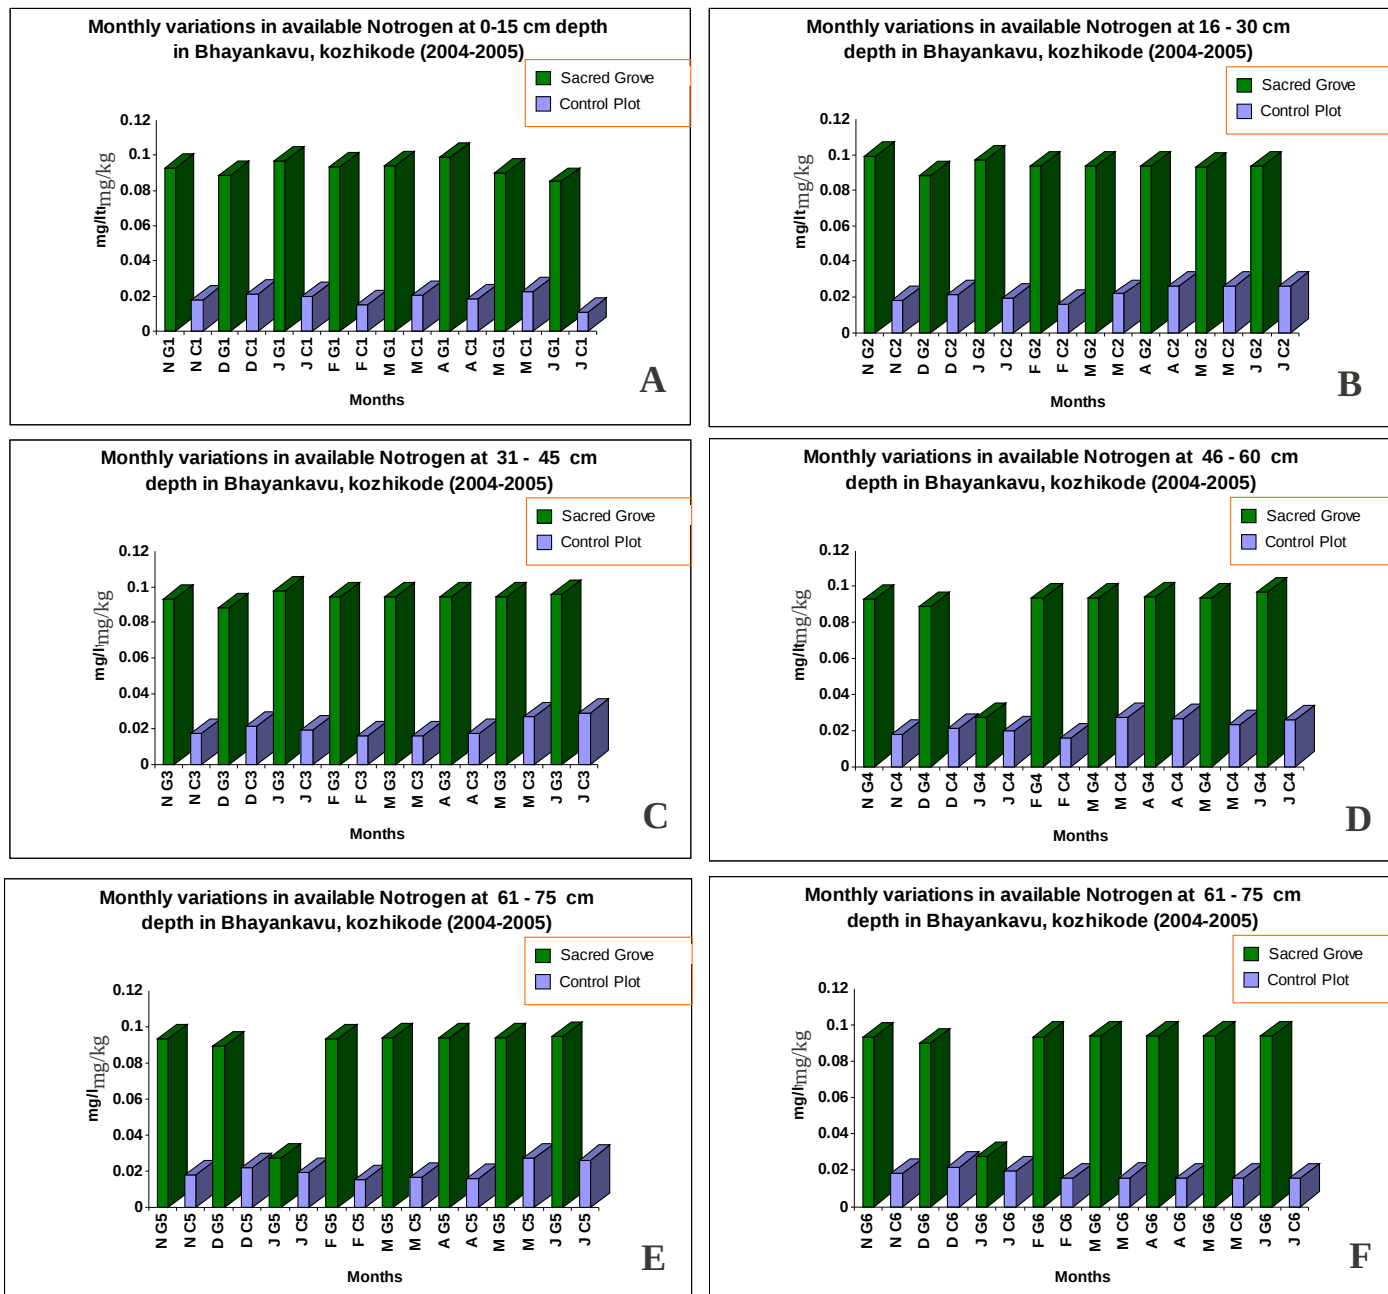 Monthly variations in available Notrogen at 0-15 cm depth
in Bhayankavu, kozhikode (2004-2005)
Sacred Grove
Control Plot
0.12
0.1
0.08
0.06
0.04
0.02
0
mg/lt mg/kg
N G1
N C1
D G1
D C1
J G1
J C1
F G1
F C1
M G1
M C1
A G1
A C1
M G1
M C1
J G1
J C1
Months
A
Monthly variations in available Notrogen at 16 - 30 cm
depth in Bhayankavu, kozhikode (2004-2005)
Sacred Grove
Control Plot
0.12
0.1
0.08
0.06
0.04
0.02
0
mg/lt mg/kg
N G2
N C2
D G2
D C2
J G2
J C2
F G2
F C2
M G2
M C2
A G2
A C2
M G2
M C2
J G2
J C2
Months
B
Monthly variations in available Notrogen at 31 - 45 cm
depth in Bhayankavu, kozhikode (2004-2005)
Sacred Grove
Control Plot
0.12
0.1
0.08
0.06
0.04
0.02
0
mg/l mg/kg
N G3
N C3
D G3
D C3
J G3
J C3
F G3
F C3
M G3
M C3
A G3
A C3
M G3
M C3
J G3
J C3
Months
C
Monthly variations in available Notrogen at 46 - 60 cm
depth in Bhayankavu, kozhikode (2004-2005)
Sacred Grove
Control Plot
0.12
0.1
0.08
0.06
0.04
0.02
0
mg/lt mg/kg
N G4
N C4
D G4
D C4
J G4
J C4
F G4
F C4
M G4
M C4
A G4
A C4
M G4
M C4
J G4
J C4
Months
D
Monthly variations in available Notrogen at 61 - 75 cm
depth in Bhayankavu, kozhikode (2004-2005)
Sacred Grove
Control Plot
0.12
0.1
0.08
0.06
0.04
0.02
0
mg/l mg/kg
N G5
N C5
D G5
D C5
J G5
J C5
F G5
F C5
M G5
M C5
A G5
A G5
M G5
M C5
J G5
J C5
Months
E
Monthly variations in available Notrogen at 61 - 75 cm
depth in Bhayankavu, kozhikode (2004-2005)
Sacred Grove
Control Plot
0.12
0.1
0.08
0.06
0.04
0.02
0
mg/l mg/kg
N G6
N C6
D G6
D C6
J G6
J C6
F G6
F C6
M G6
M C6
A G6
A C6
M G6
M C6
J G6
J C6
Months
F